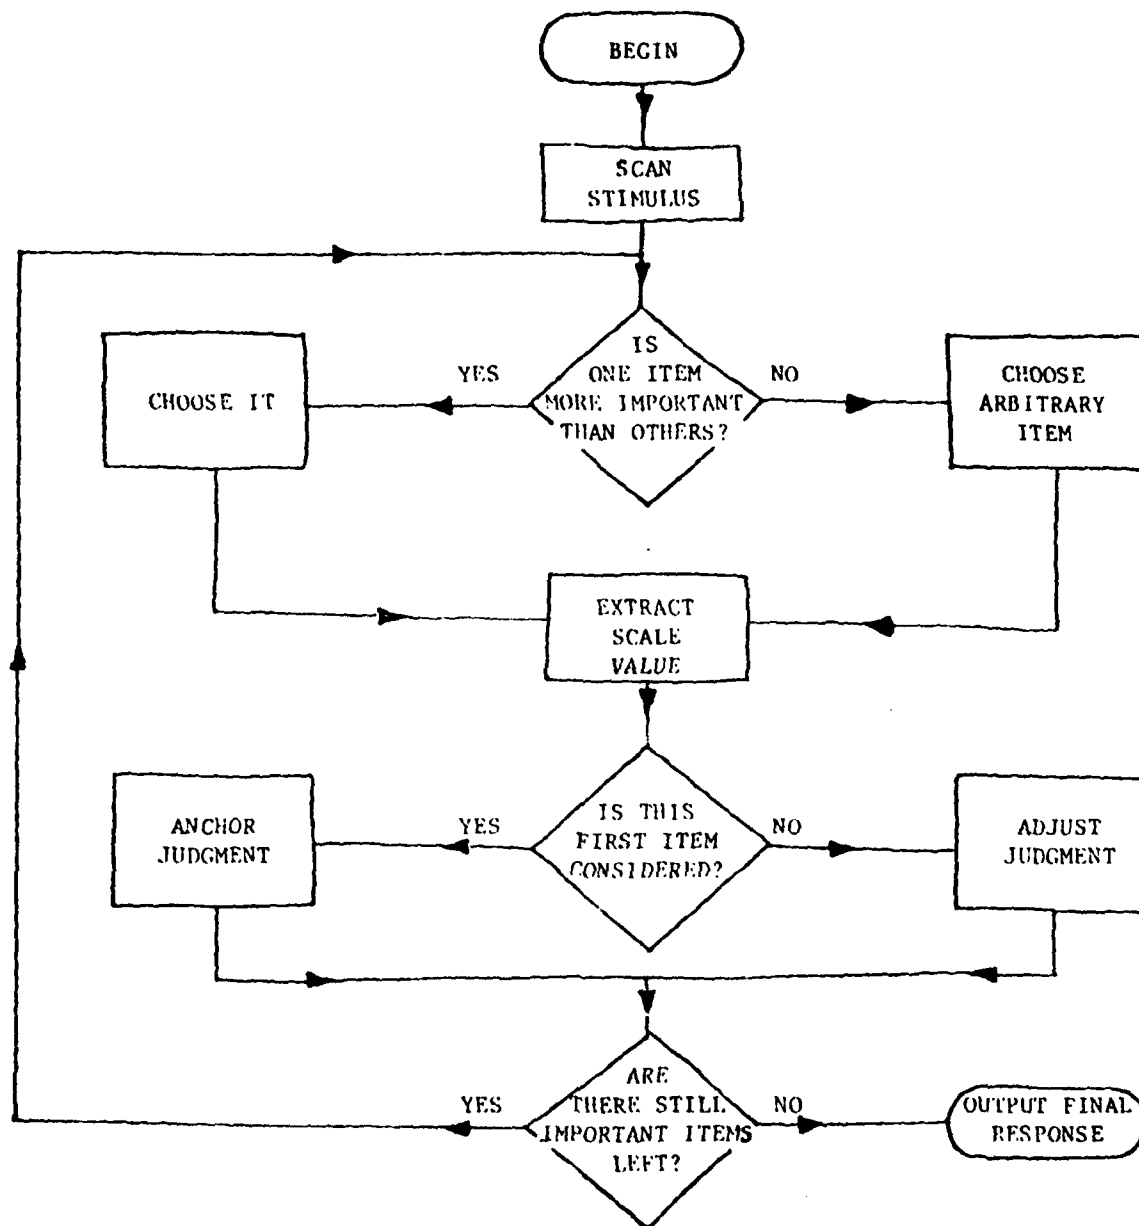 BEGIN
SCAN
STIMULUS
IS
ONE ITEM
MORE IMPORTANT
THAN OTHERS?
YES
NO
CHOOSE IT
CHOOSE
ARBITRARY
ITEM
EXTRACT
SCALE
VALUE
IS THIS
FIRST ITEM
CONSIDERED?
YES
NO
ANCHOR
JUDGMENT
ADJUST
JUDGMENT
ARE
THERE STILL
IMPORTANT ITEMS
LEFT?
YES
NO
OUTPUT FINAL
RESPONSE